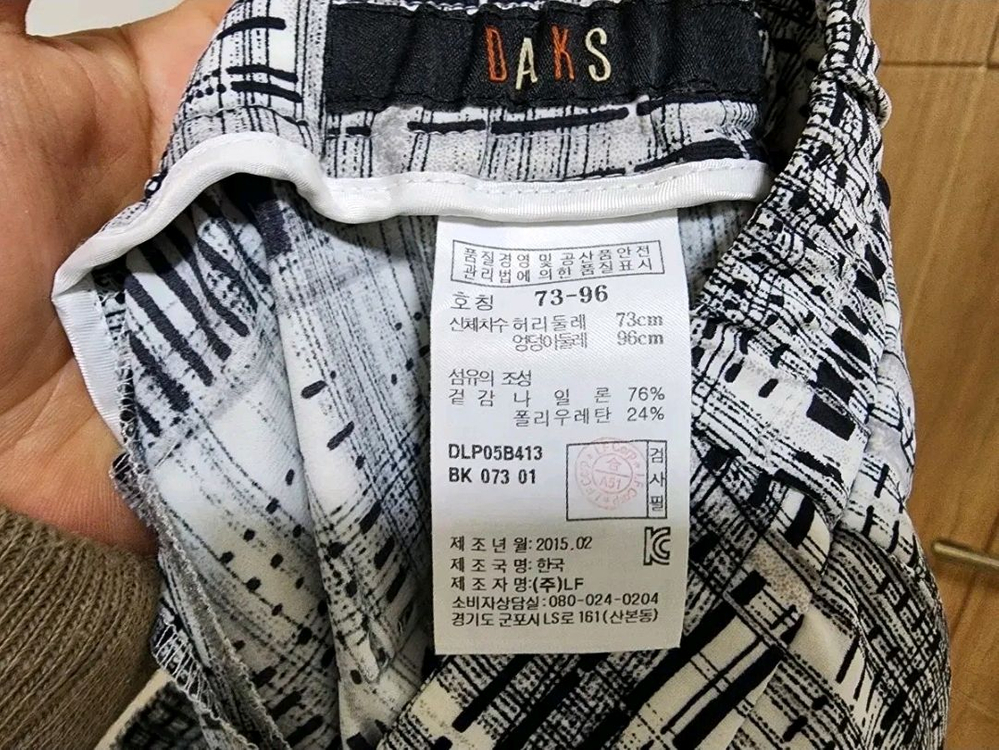 DAKS
품질경영 및 공산품안전
관리법에 의한 품질표시
호칭 73-96
신체치수 허리둘레 73cm
엉덩이둘레 96cm
섬유의 조성
겉감 나 일 론 76%
폴리우레탄 24%
DLP05B413
BK 073 01
합
A51
검
사
필
제 조 년 월: 2015.02
제 조 국 명: 한국
제 조 자 명:(주)LF
소비자상담실:080-024-0204
경기도 군포시 LS로 161(산본동)